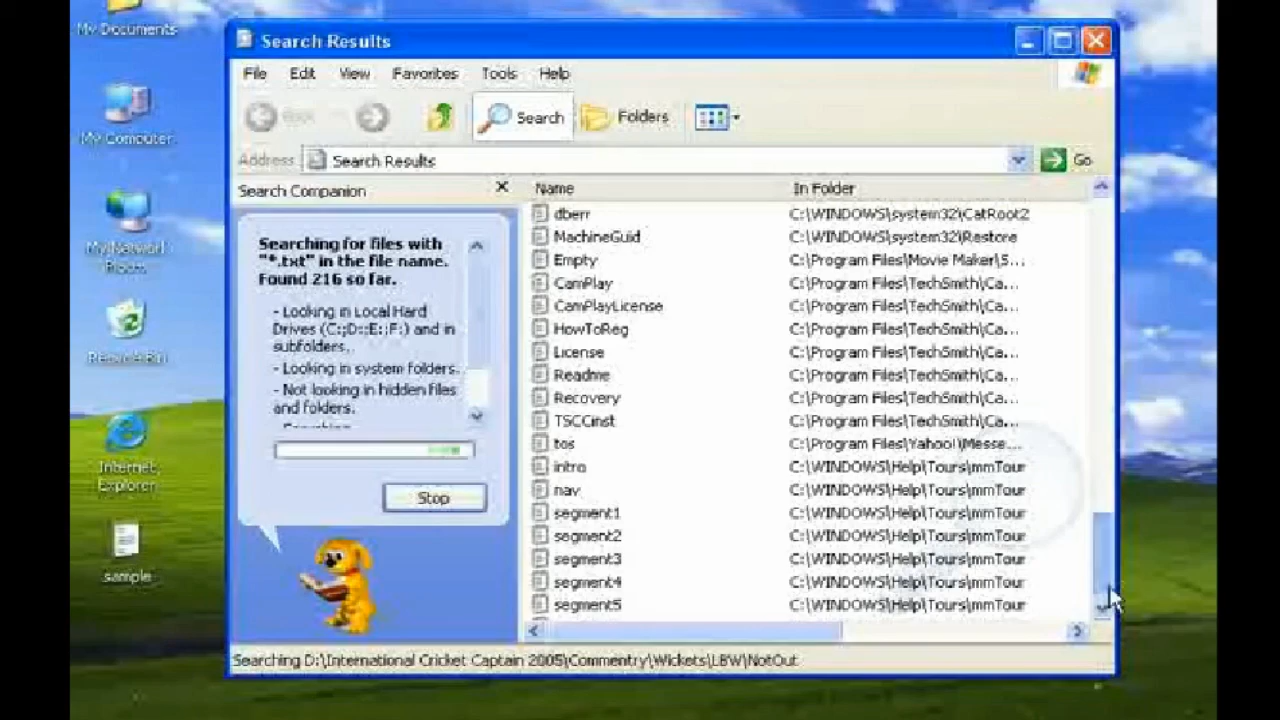 My Documents
My Computer
My Network
Places
Recycle Bin
Internet
Explorer
sample
Search Results
File Edit View Favorites Tools Help
Back
Search Folders
Address Search Results Go
Search Companion
Searching for files with
"*.txt" in the file name.
Found 216 so far.
- Looking in Local Hard
Drives (C:;D:;E:;F:) and in
subfolders..
- Looking in system folders.
- Not looking in hidden files
and folders.
Stop
Name In Folder
dberr C:\WINDOWS\system32\CatRoot2
MachineGuid C:\WINDOWS\system32\Restore
Empty C:\Program Files\Movie Maker\S...
CamPlay C:\Program Files\TechSmith\Ca...
CamPlayLicense C:\Program Files\TechSmith\Ca...
HowToReg C:\Program Files\TechSmith\Ca...
License C:\Program Files\TechSmith\Ca...
Readme C:\Program Files\TechSmith\Ca...
Recovery C:\Program Files\TechSmith\Ca...
TSCCinst C:\Program Files\TechSmith\Ca...
tos C:\Program Files\Yahoo!\Messe...
intro C:\WINDOWS\Help\Tours\mmTour
nav C:\WINDOWS\Help\Tours\mmTour
segment1 C:\WINDOWS\Help\Tours\mmTour
segment2 C:\WINDOWS\Help\Tours\mmTour
segment3 C:\WINDOWS\Help\Tours\mmTour
segment4 C:\WINDOWS\Help\Tours\mmTour
segment5 C:\WINDOWS\Help\Tours\mmTour
Searching D:\International Cricket Captain 2005\Commentry\Wickets\LBW\NotOut